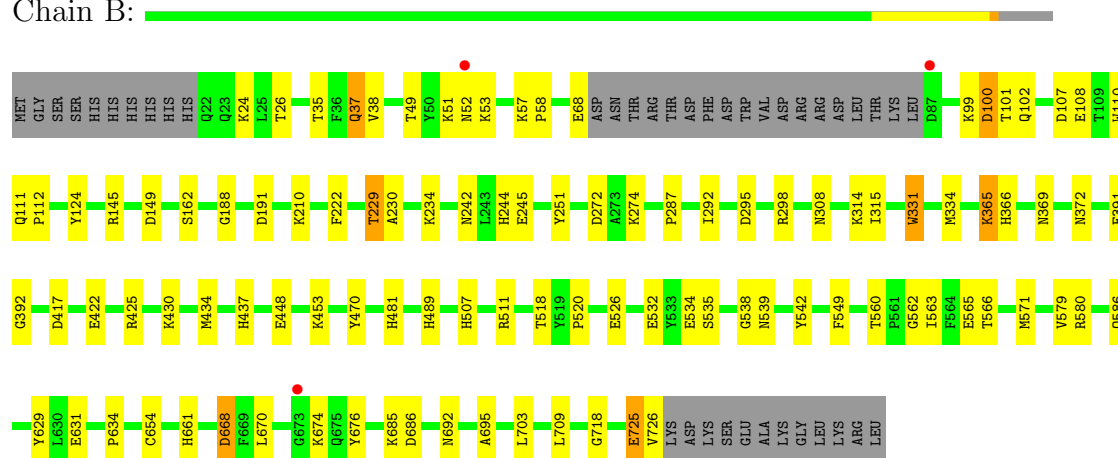 Chain B:
MET GLY SER SER HIS HIS HIS HIS HIS HIS Q22 Q23 K24 L25 T26 T35 F36 Q37 V38 T49 Y50 K51 N52 K53 K57 P58 E68 ASP ASN THR ARG THR ASP PHE ASP TRP VAL ASP ARG ARG ASP LEU THR LYS LEU D87 K99 D100 T101 Q102 D107 E108 T109 W110
Q111 P112 Y124 R145 D149 S162 G188 D191 K210 F222 T229 A230 K234 N242 L243 H244 E245 Y251 D272 A273 K274 P287 I292 D295 R298 N308 K314 I315 W331 M334 K365 H366 N369 N372
G392 D417 E422 R425 K430 M434 H437 E448 K453 Y470 H481 H489 H507 R511 T518 Y519 P520 E526 E532 Y533 E534 S535 G538 N539 Y542 F549 T560 P561 G562 I563 F564 E565 T566 M571 V579 R580
Y629 L630 E631 P634 C654 H661 D668 F669 L670 G673 K674 Q675 Y676 K685 D686 N692 A695 L703 L709 G718 E725 V726 LYS ASP LYS SER GLU ALA LYS GLY LEU LYS ARG LEU